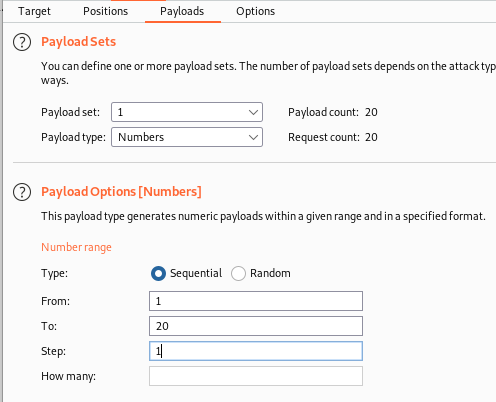 Target Positions Payloads Options
? Payload Sets
You can define one or more payload sets. The number of payload sets depends on the attack typ
ways.
Payload set: 1 Payload count: 20
Payload type: Numbers Request count: 20
? Payload Options [Numbers]
This payload type generates numeric payloads within a given range and in a specified format.
Number range
Type: Sequential Random
From: 1
To: 20
Step: 1
How many: